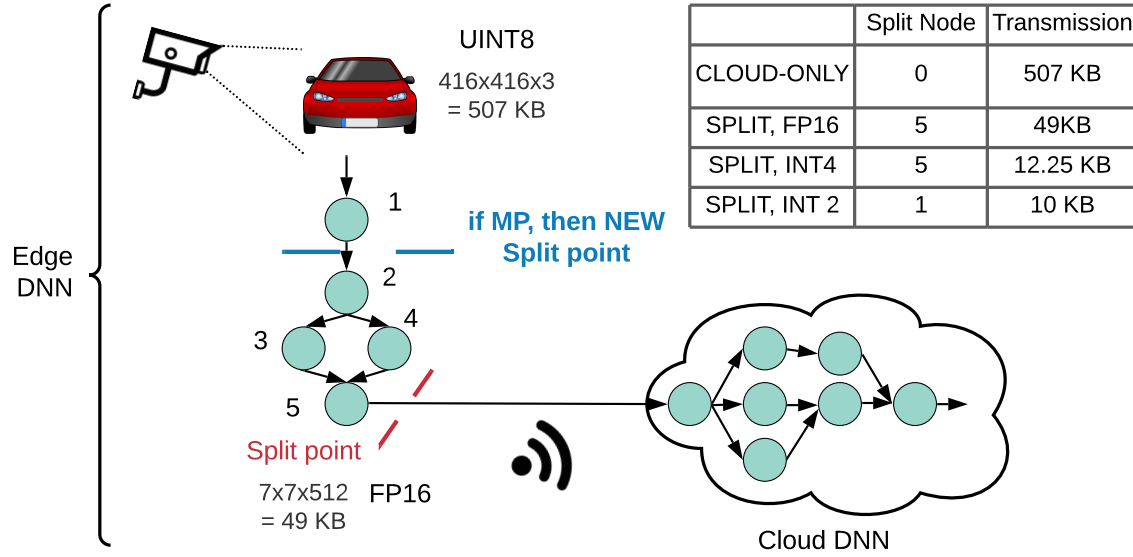 UINT8
416x416x3
= 507 KB
Split Node Transmission
CLOUD-ONLY 0 507 KB
SPLIT, FP16 5 49KB
SPLIT, INT4 5 12.25 KB
SPLIT, INT 2 1 10 KB
1
if MP, then NEW
Split point
Edge
DNN
2
3
4
5
Split point
7x7x512
= 49 KB
FP16
Cloud DNN